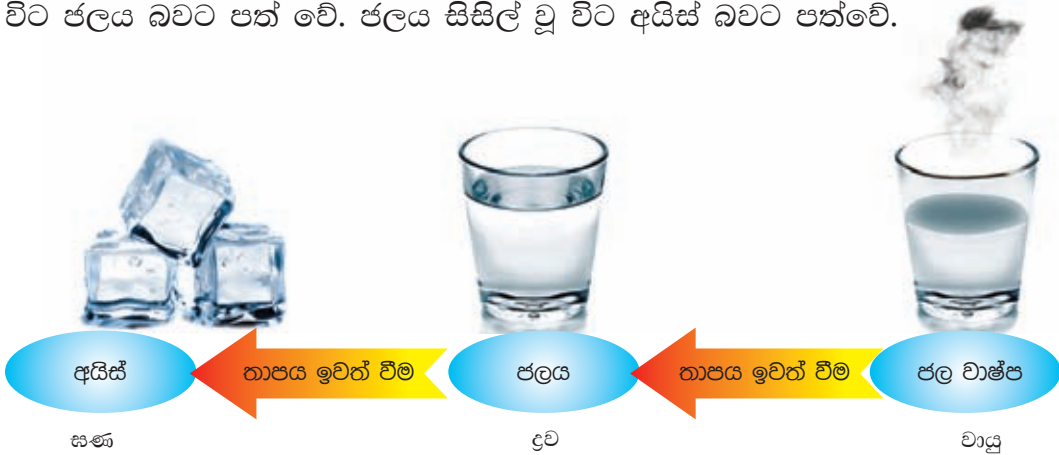 විට ජලය බවට පත් වේ. ජලය සිසිල් වූ විට අයිස් බවට පත්වේ.
අයිස් තාපය ඉවත් වීම ජලය තාපය ඉවත් වීම ජල වාෂ්ප
ඝණ ද්‍රව වායු